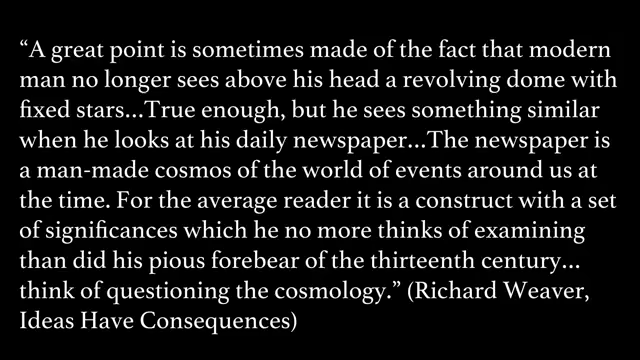 “A great point is sometimes made of the fact that modern
man no longer sees above his head a revolving dome with
fixed stars...True enough, but he sees something similar
when he looks at his daily newspaper...The newspaper is
a man-made cosmos of the world of events around us at
the time. For the average reader it is a construct with a set
of significances which he no more thinks of examining
than did his pious forebear of the thirteenth century...
think of questioning the cosmology.” (Richard Weaver,
Ideas Have Consequences)